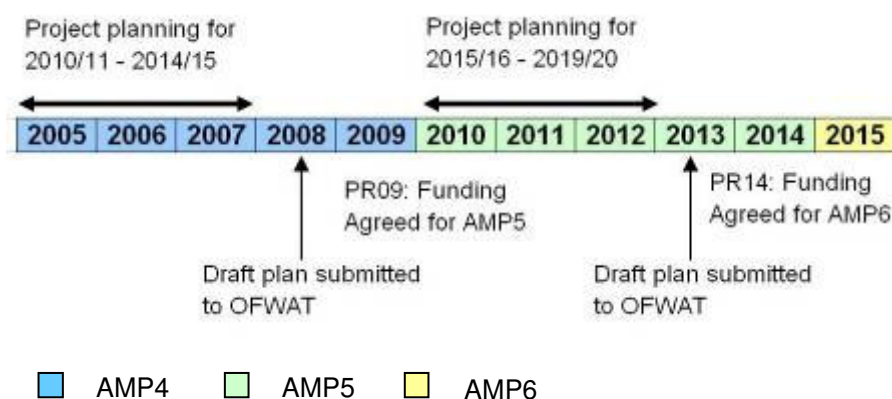 Project planning for
2010/11 - 2014/15
Project planning for
2015/16 - 2019/20
2005 2006 2007 2008 2009 2010 2011 2012 2013 2014 2015
PR09: Funding
Agreed for AMP5
PR14: Funding
Agreed for AMP6
Draft plan submitted
to OFWAT
Draft plan submitted
to OFWAT
AMP4 AMP5 AMP6